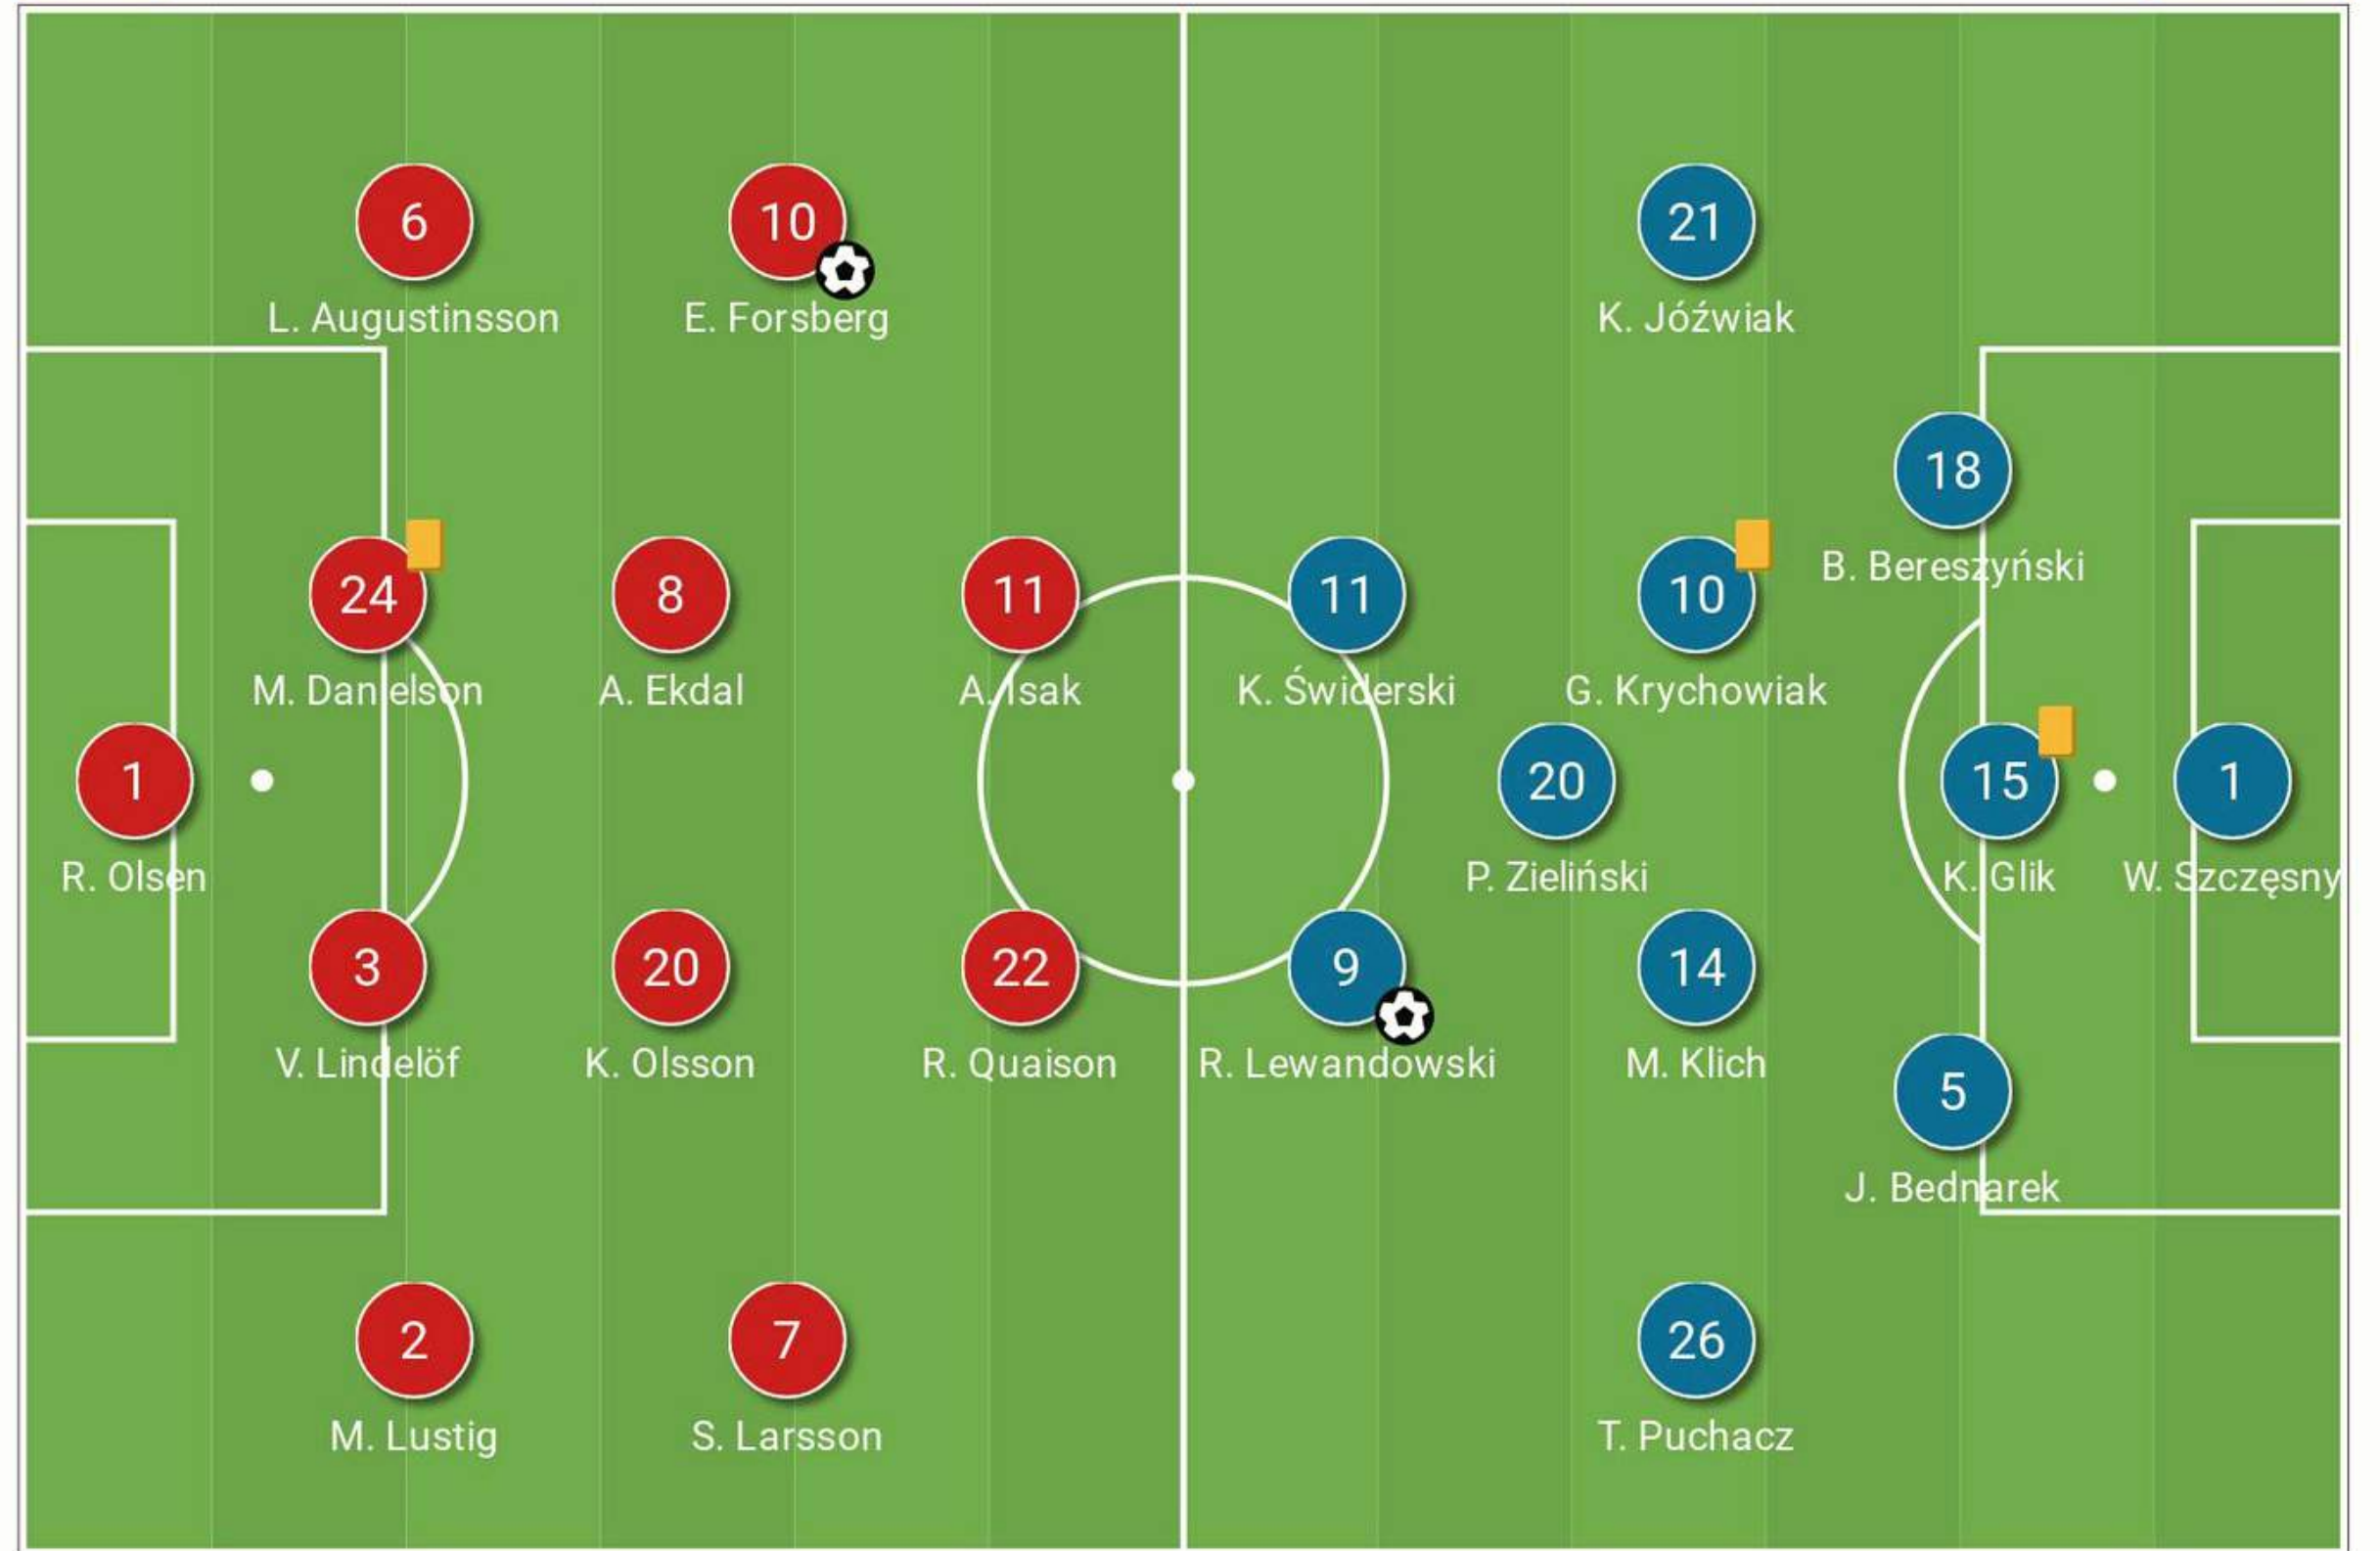 6
L. Augustinsson
10
E. Forsberg
21
K. Jóźwiak
18
B. Bereszyński
24
M. Danielson
8
A. Ekdal
11
A. Isak
11
K. Świderski
10
G. Krychowiak
1
R. Olsen
20
P. Zieliński
15
K. Glik
1
W. Szczęsny
3
V. Lindelöf
20
K. Olsson
22
R. Quaison
9
R. Lewandowski
14
M. Klich
5
J. Bednarek
2
M. Lustig
7
S. Larsson
26
T. Puchacz